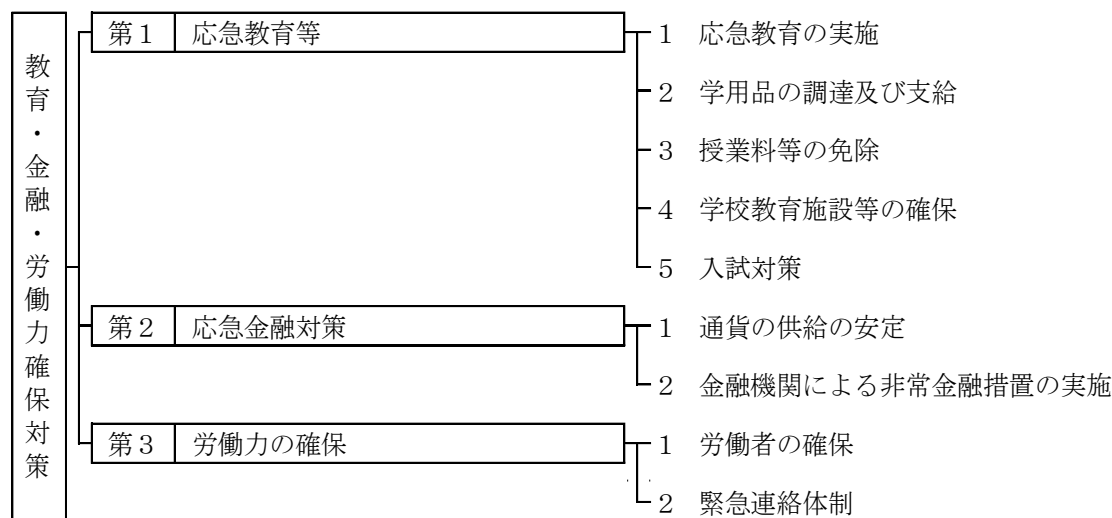 教育・金融・労働力確保対策
第1 応急教育等
1 応急教育の実施
2 学用品の調達及び支給
3 授業料等の免除
4 学校教育施設等の確保
5 入試対策
第2 応急金融対策
1 通貨の供給の安定
2 金融機関による非常金融措置の実施
第3 労働力の確保
1 労働者の確保
2 緊急連絡体制